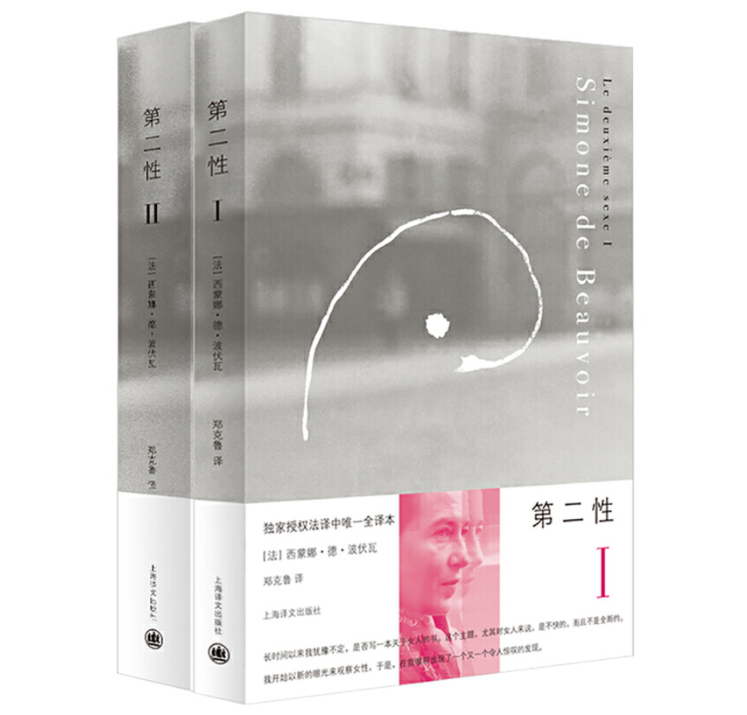 第二性
II
[法]西蒙娜·德·波伏瓦
郑克鲁 译
上海译文出版社
第二性
I
[法]西蒙娜·德·波伏瓦
郑克鲁 译
上海译文出版社
Le deuxième sexe I
Simone de Beauvoir
独家授权法译中唯一全译本
[法] 西蒙娜·德·波伏瓦
郑克鲁 译
上海译文出版社
第二性
I
长时间以来我犹豫不定，是否写一本关于女人的书。这个主题，尤其对女人来说，是不快的，而且不是全新的。
我开始以新的眼光来观察女性，于是，在我眼前出现了一个又一个令人惊叹的发现。